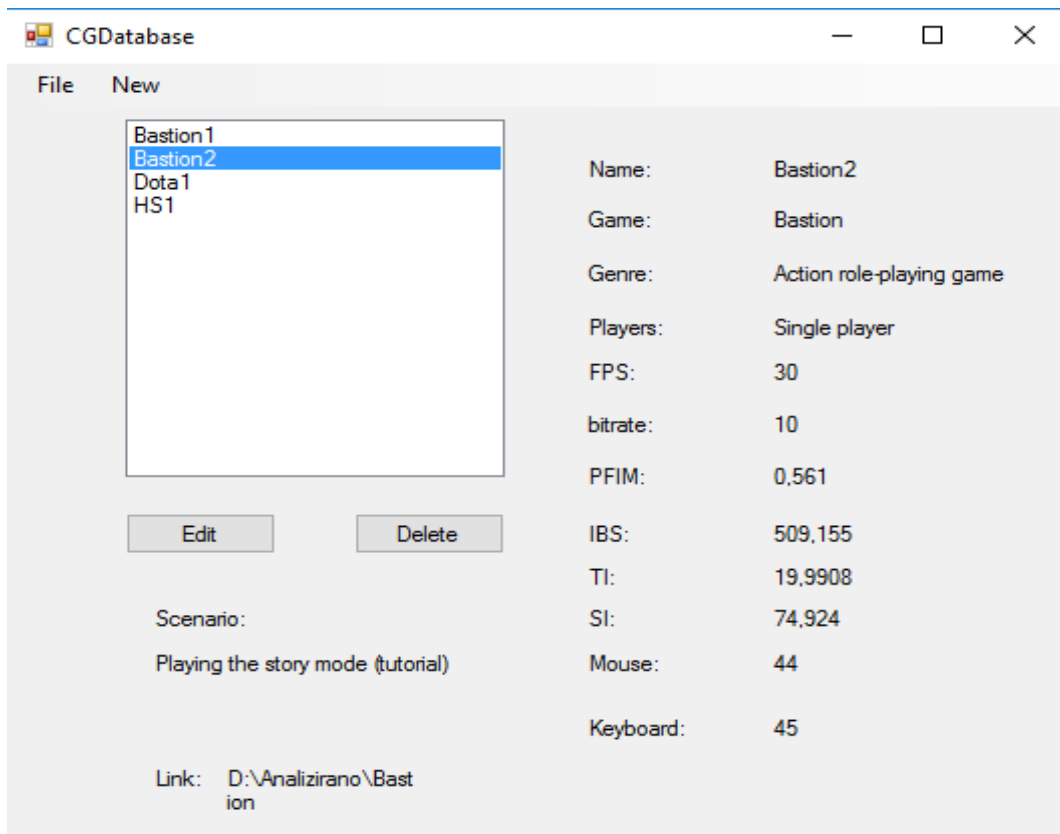 CGDatabase
File New
Bastion1
Bastion2
Dota1
HS1
Edit Delete
Scenario:
Playing the story mode (tutorial)
Link: D:\Analizirano\Bast
ion
Name: Bastion2
Game: Bastion
Genre: Action role-playing game
Players: Single player
FPS: 30
bitrate: 10
PFIM: 0,561
IBS: 509,155
TI: 19,9908
SI: 74,924
Mouse: 44
Keyboard: 45